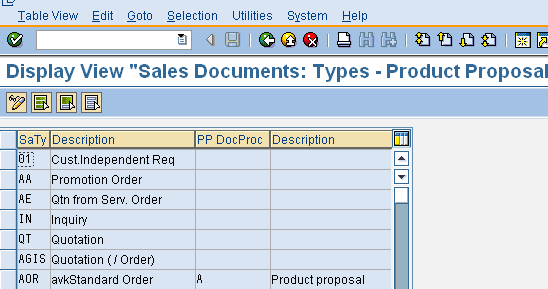 Table View Edit Goto Selection Utilities System Help
Display View "Sales Documents: Types - Product Proposal
SaTy Description PP DocProc Description
01 Cust.Independent Req
AA Promotion Order
AE Qtn from Serv. Order
IN Inquiry
QT Quotation
AGIS Quotation ( / Order)
AOR avkStandard Order A Product proposal